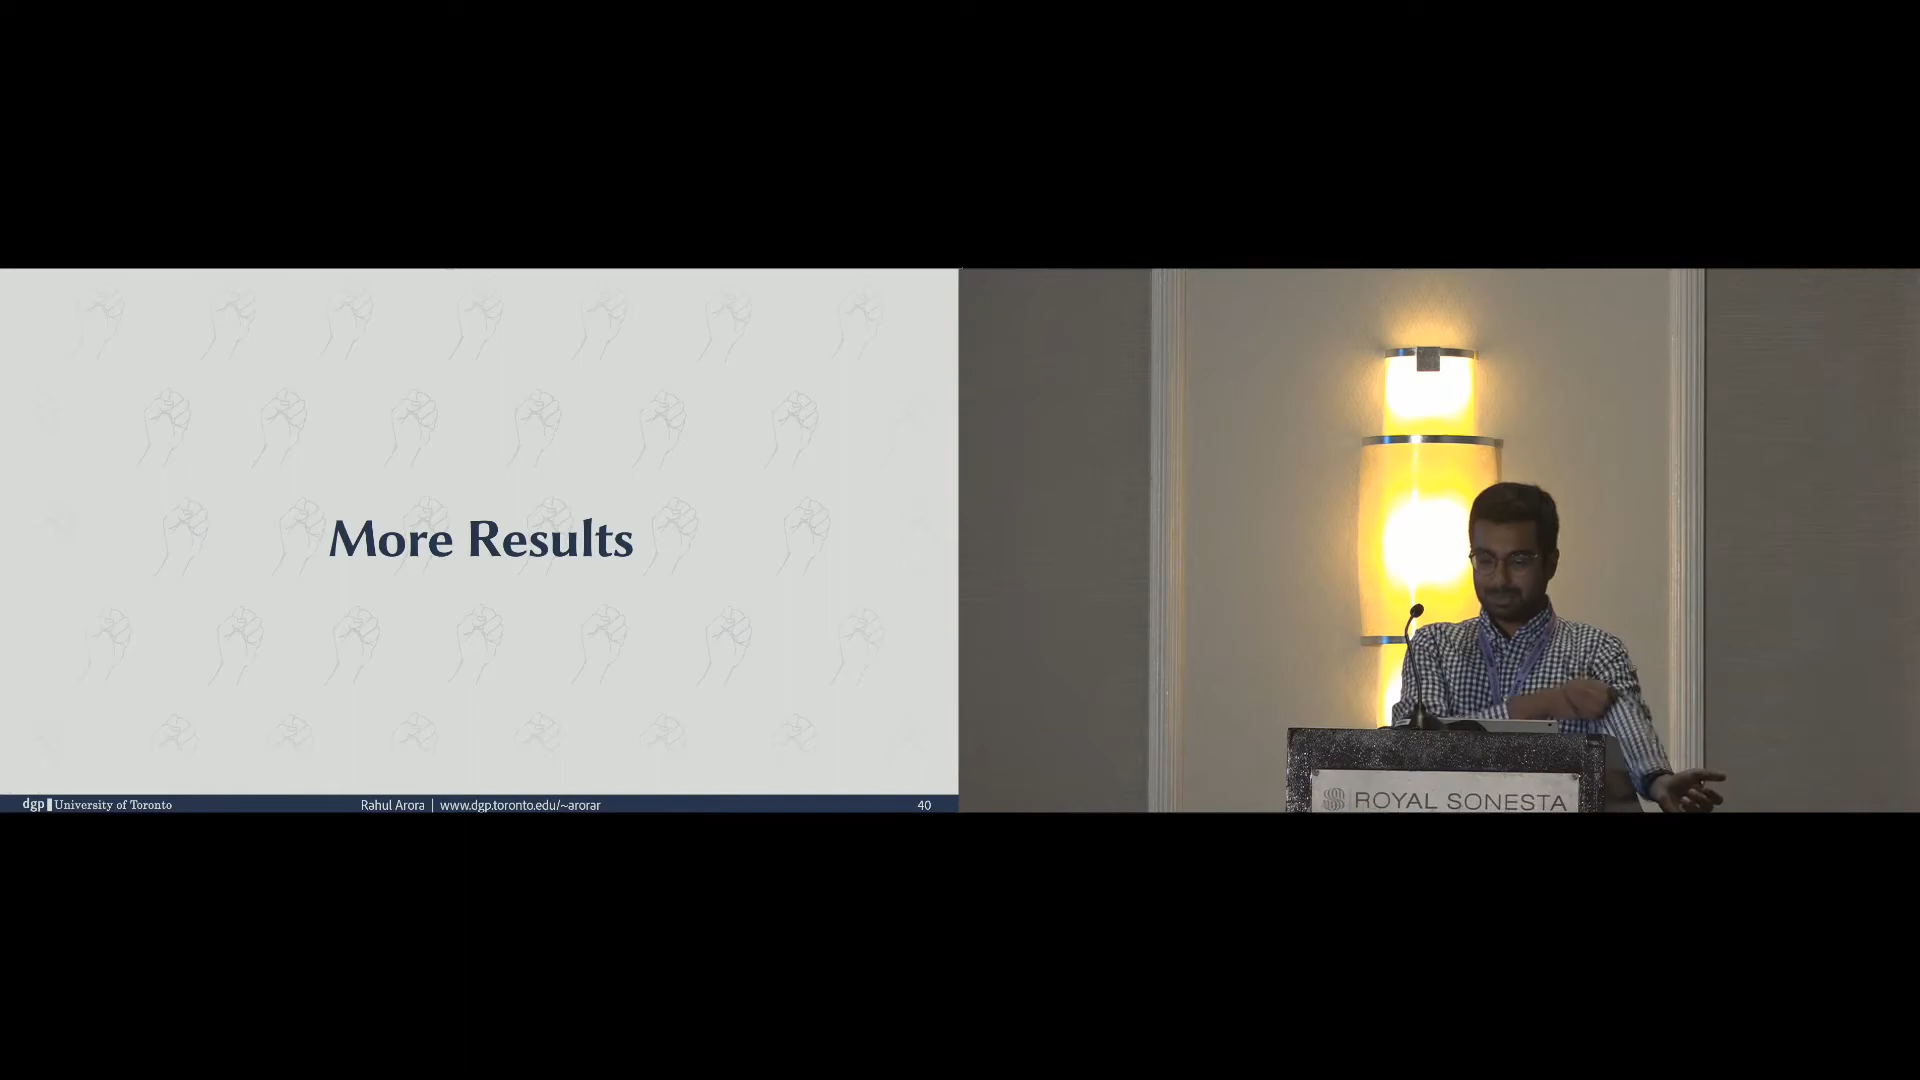 More Results
dgp University of Toronto
Rahul Arora | www.dgp.toronto.edu/~arorar
40
ROYAL SONESTA